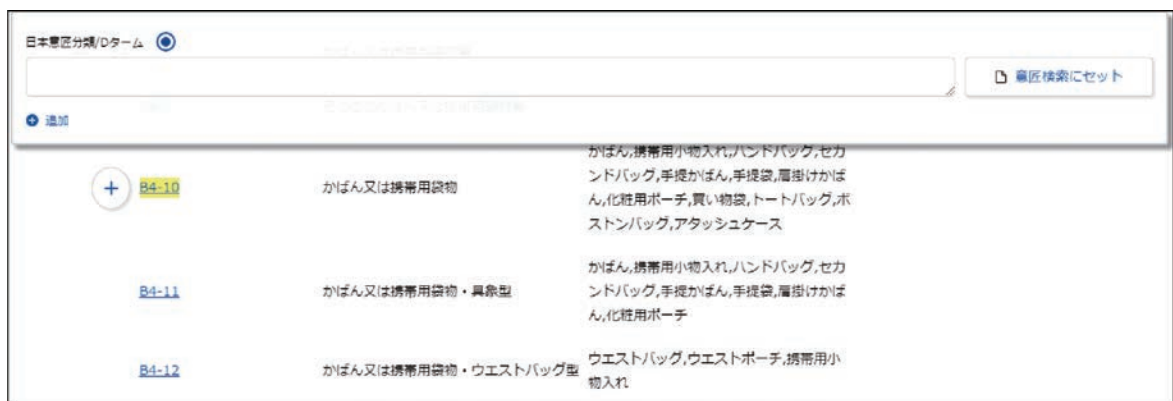 日本意匠分類/Dターム
意匠検索にセット
追加
B4-10
かばん又は携帯用袋物
かばん,携帯用小物入れ,ハンドバッグ,セカ
ンドバッグ,手提かばん,手提袋,肩掛けかば
ん,化粧用ポーチ,買い物袋,トートバッグ,ボ
ストンバッグ,アタッシュケース
B4-11
かばん又は携帯用袋物・具象型
かばん,携帯用小物入れ,ハンドバッグ,セカ
ンドバッグ,手提かばん,手提袋,肩掛けかば
ん,化粧用ポーチ
B4-12
かばん又は携帯用袋物・ウエストバッグ型
ウエストバッグ,ウエストポーチ,携帯用小
物入れ